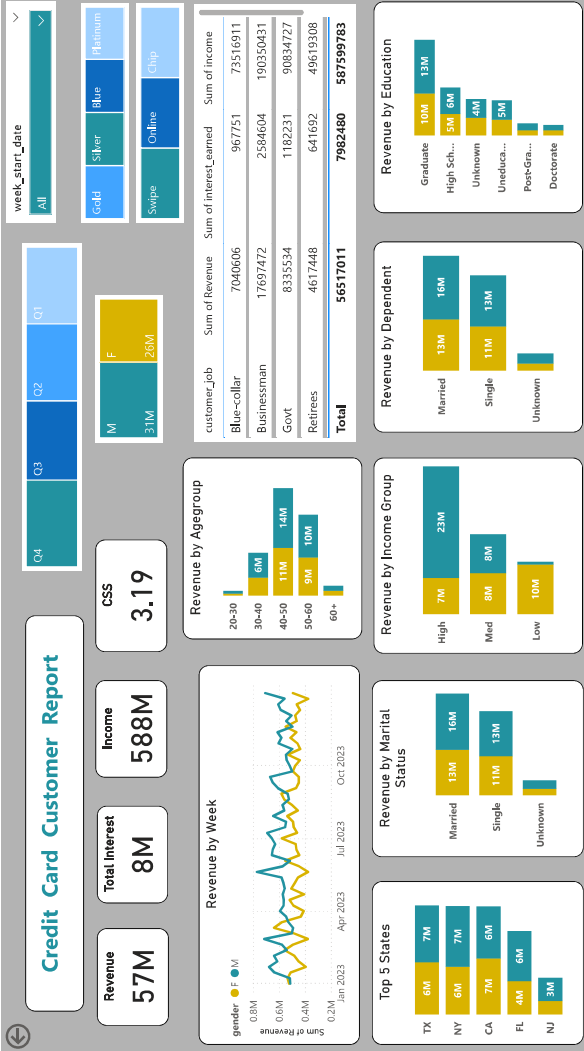 Credit Card Customer Report
Q4
Q3
Q2
Q1
week_start_date
All
Revenue
57M
Total Interest
8M
Income
588M
CSS
3.19
M
31M
F
26M
Gold
Silver
Blue
Platinum
Swipe
Online
Chip
Revenue by Week
gender F M
Sum of Revenue
0.8M
0.6M
0.4M
0.2M
Jan 2023
Apr 2023
Jul 2023
Oct 2023
Revenue by Agegroup
20-30
30-40
6M
40-50
11M
14M
50-60
9M
10M
60+
customer_job Sum of Revenue Sum of interest_earned Sum of income
Blue-collar 7040606 967751 73516911
Businessman 17697472 2584604 190350431
Govt 8335534 1182231 90834727
Retirees 4617448 641692 49619308
Total 56517011 7982480 587599783
Top 5 States
TX 6M 7M
NY 6M 7M
CA 7M 6M
FL 4M 6M
NJ 3M
Revenue by Marital
Status
Married 13M 16M
Single 11M 13M
Unknown
Revenue by Income Group
High 7M 23M
Med 8M 8M
Low 10M
Revenue by Dependent
Married 13M 16M
Single 11M 13M
Unknown
Revenue by Education
Graduate 10M 13M
High Sch... 5M 6M
Unknown 4M
Uneduca... 5M
Post-Gra...
Doctorate